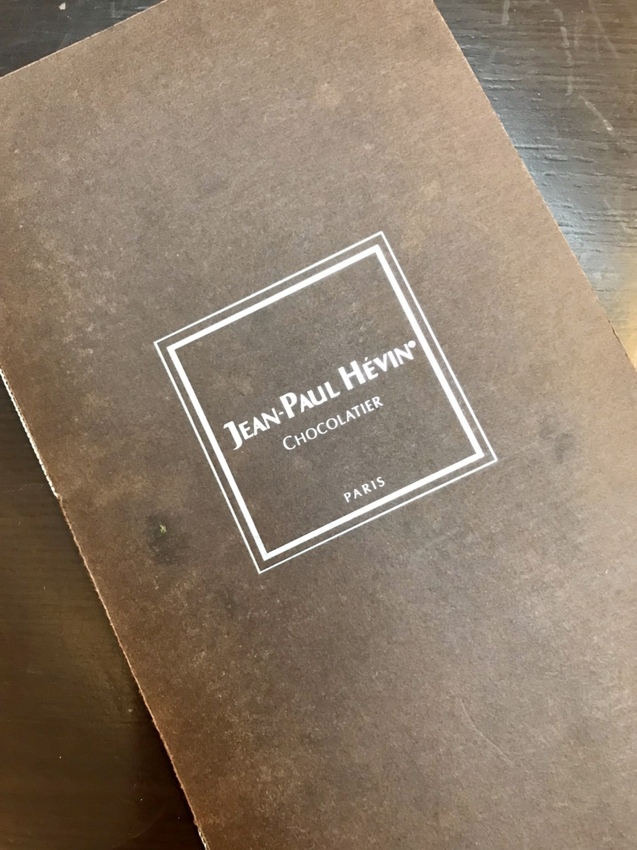 Jean-Paul Hévin®
Chocolatier
PARIS